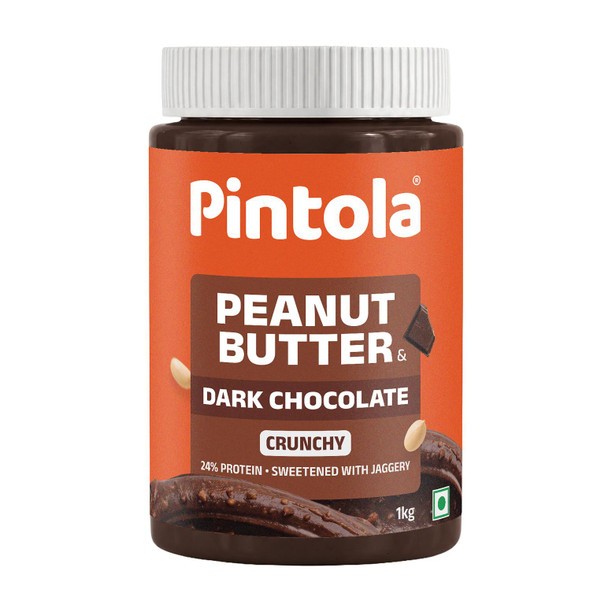 Pintola®
PEANUT
BUTTER &
DARK CHOCOLATE
CRUNCHY
24% PROTEIN • SWEETENED WITH JAGGERY
1kg